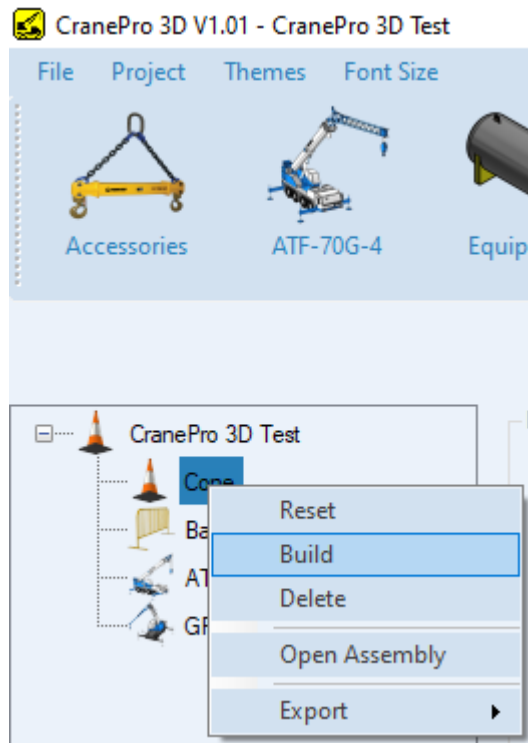 CranePro 3D V1.01 - CranePro 3D Test
File Project Themes Font Size
Accessories ATF-70G-4 Equip
CranePro 3D Test
Cone
Reset
Build
Delete
Open Assembly
Export